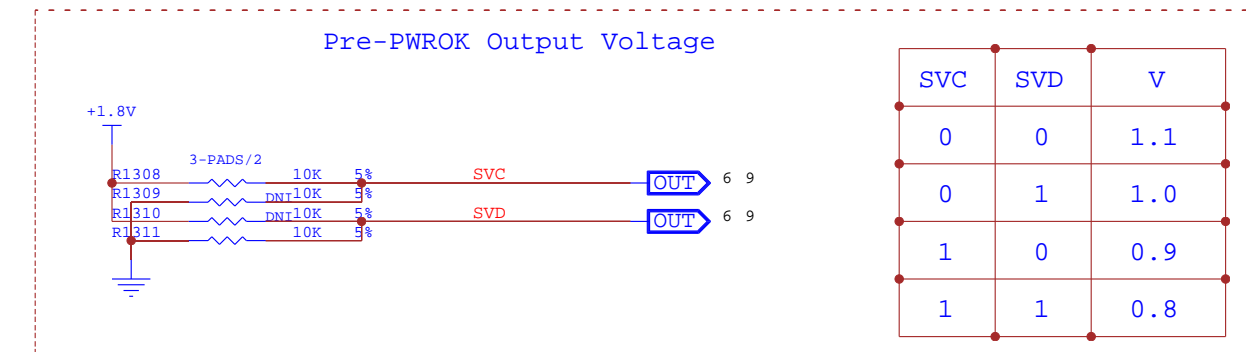 Pre-PWROK Output Voltage
+1.8V
3-PADS/2
R1308 10K 5% SVC OUT 6 9
R1309 DNI 10K 5%
R1310 DNI 10K 5% SVD OUT 6 9
R1311 10K 5%
SVC SVD V
0 0 1.1
0 1 1.0
1 0 0.9
1 1 0.8